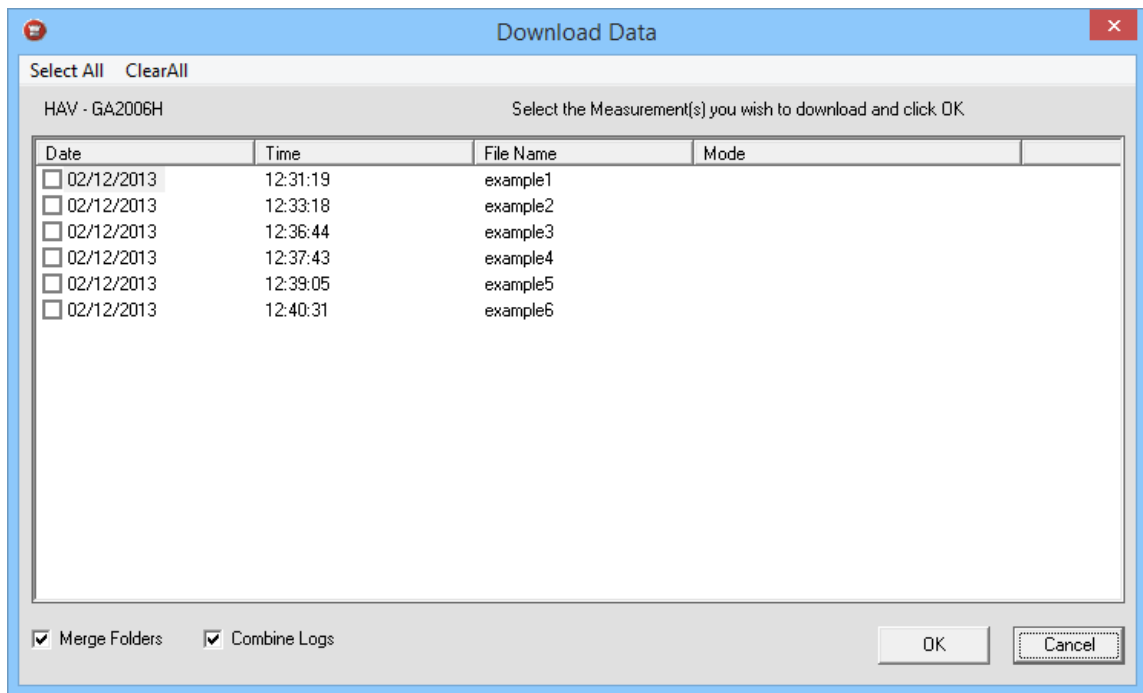 Download Data
Select All ClearAll
HAV - GA2006H Select the Measurement(s) you wish to download and click OK
Date Time File Name Mode
02/12/2013 12:31:19 example1
02/12/2013 12:33:18 example2
02/12/2013 12:36:44 example3
02/12/2013 12:37:43 example4
02/12/2013 12:39:05 example5
02/12/2013 12:40:31 example6
Merge Folders Combine Logs OK Cancel